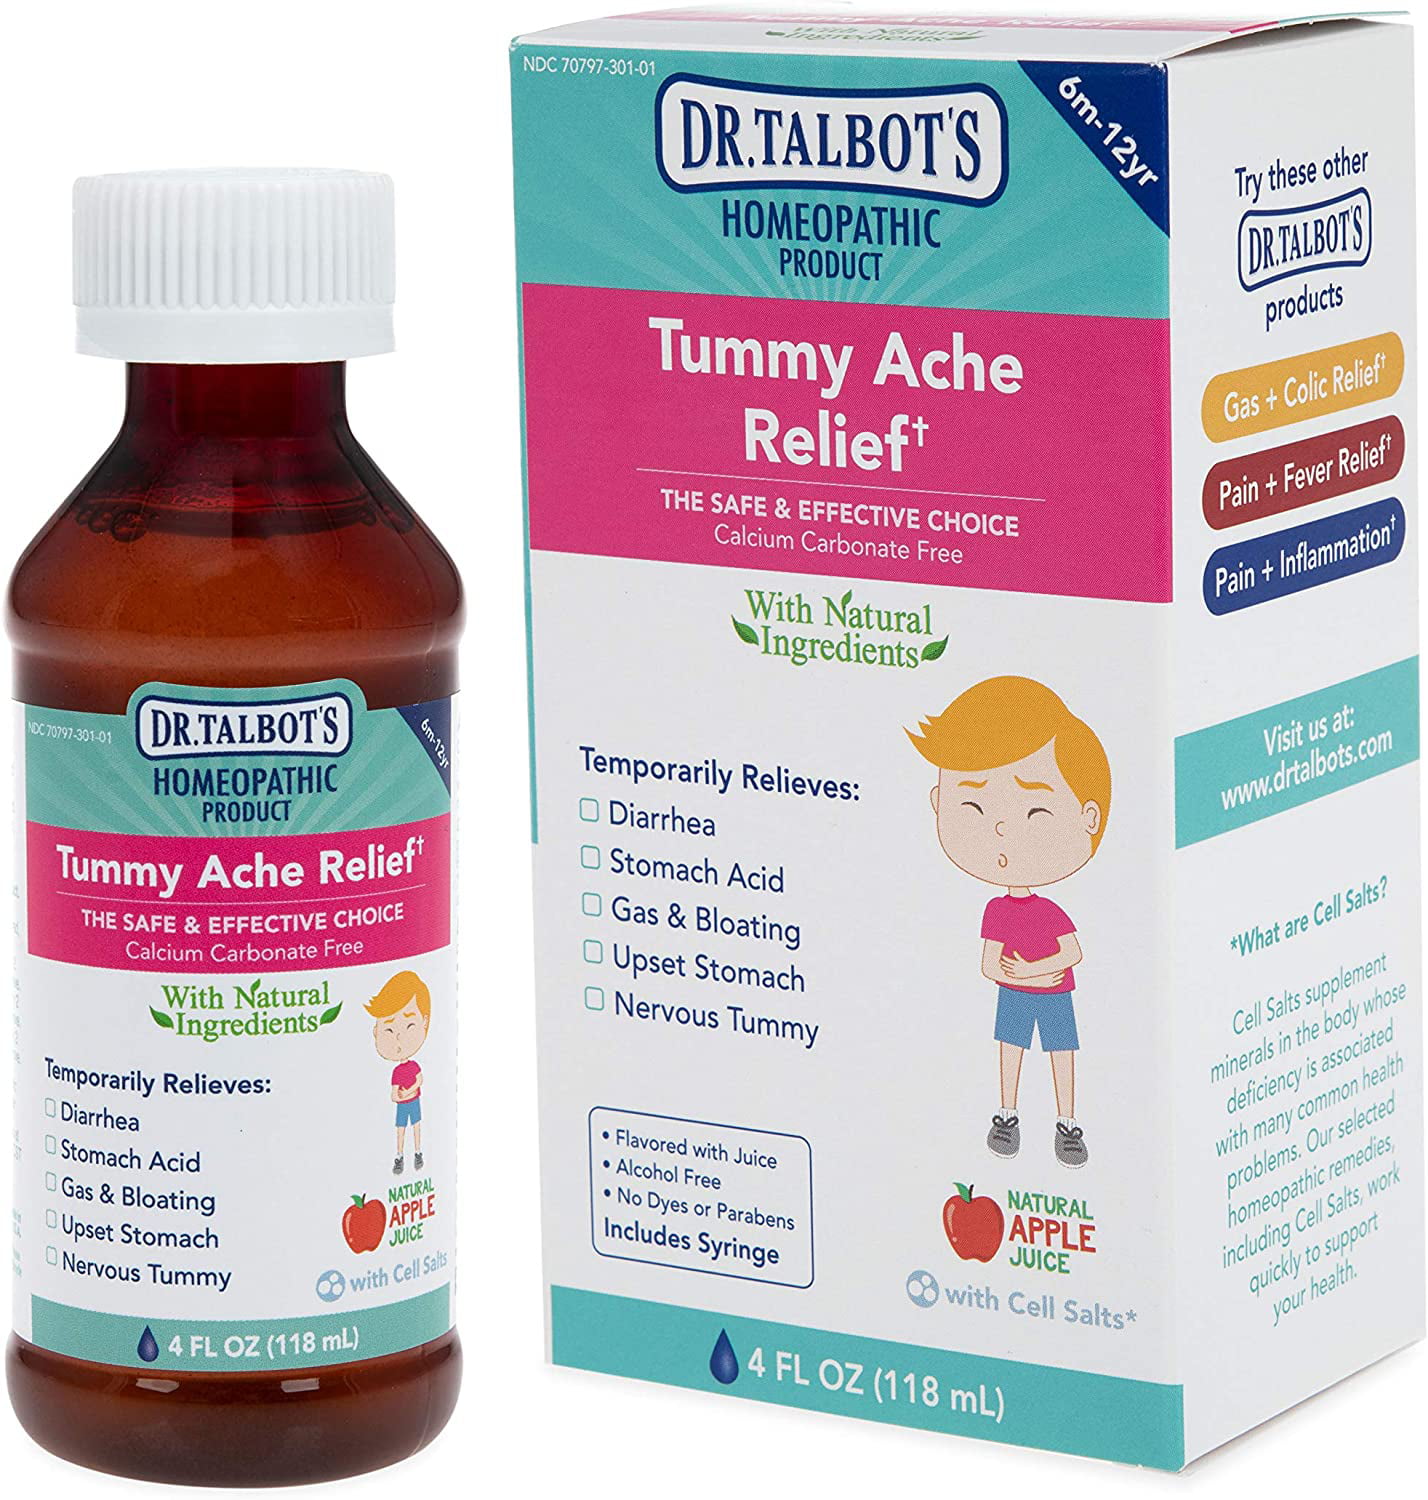 NDC 70797-301-01
DR.TALBOT'S
6m-12yr
HOMEOPATHIC
PRODUCT
Tummy Ache Relief†
THE SAFE & EFFECTIVE CHOICE
Calcium Carbonate Free
With Natural
Ingredients
Temporarily Relieves:
Diarrhea
Stomach Acid
Gas & Bloating
Upset Stomach
Nervous Tummy
NATURAL
APPLE
JUICE
with Cell Salts
4 FL OZ (118 mL)
Tummy Ache Relief†
With Natural
Ingredients
NDC 70797-301-01
DR.TALBOT'S
6m-12yr
HOMEOPATHIC
PRODUCT
Tummy Ache
Relief†
THE SAFE & EFFECTIVE CHOICE
Calcium Carbonate Free
With Natural
Ingredients
Temporarily Relieves:
Diarrhea
Stomach Acid
Gas & Bloating
Upset Stomach
Nervous Tummy
• Flavored with Juice
• Alcohol Free
• No Dyes or Parabens
Includes Syringe
NATURAL
APPLE
JUICE
with Cell Salts*
4 FL OZ (118 mL)
Try these other
DR.TALBOT'S
products
Gas + Colic Relief†
Pain + Fever Relief†
Pain + Inflammation†
Visit us at:
www.drtalbots.com
*What are Cell Salts?
Cell Salts supplement
minerals in the body whose
deficiency is associated
with many common health
problems. Our selected
homeopathic remedies,
including Cell Salts, work
quickly to support
your health.